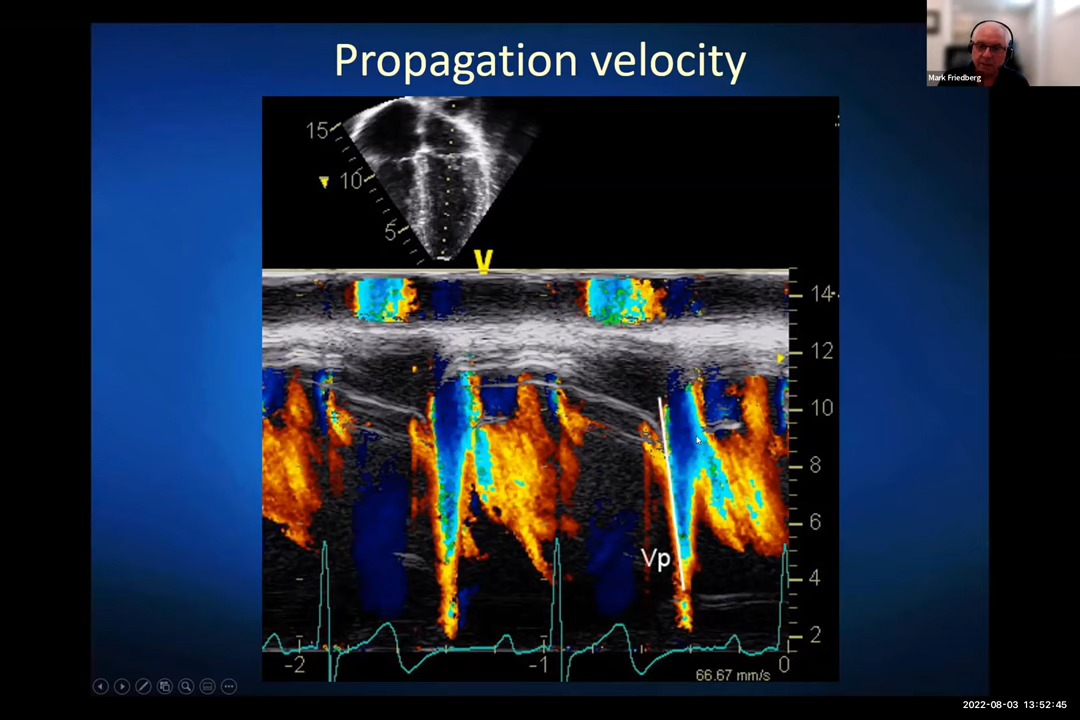 Propagation velocity
Mark Friedberg
15
10
5
V
14
12
10
8
6
Vp
4
2
-2
-1
0
66.67 mm/s
2022-08-03 13:52:45